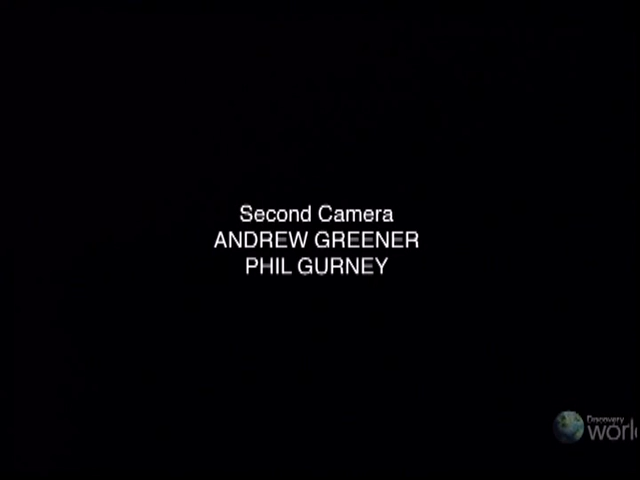 Second Camera
ANDREW GREENER
PHIL GURNEY
Discovery
worl